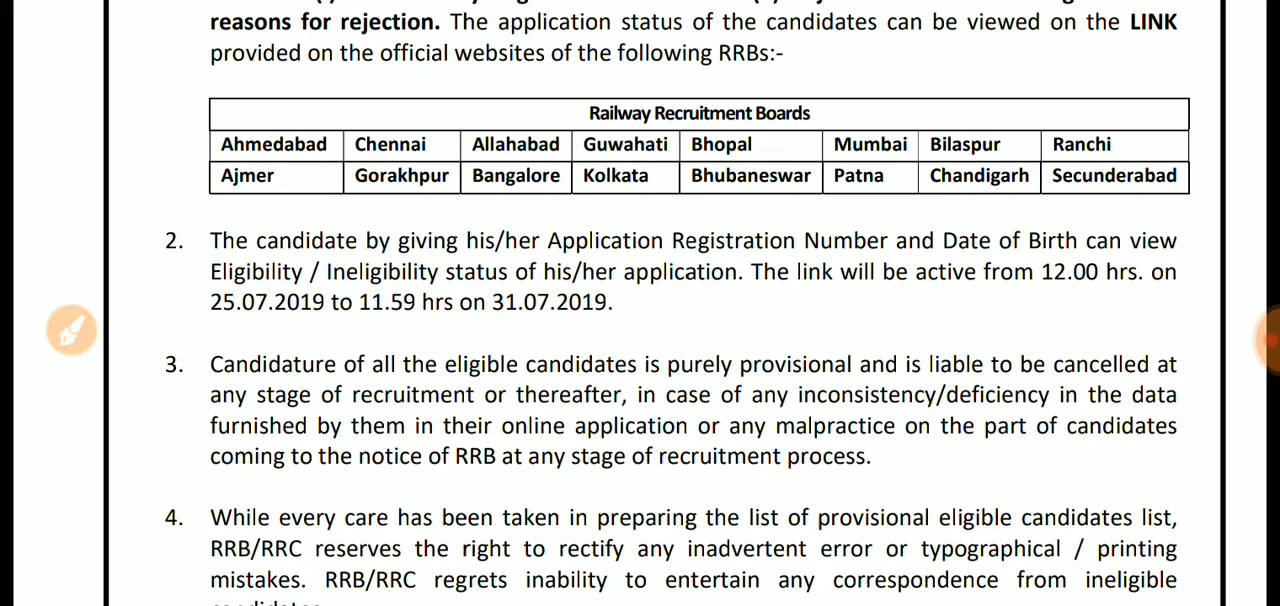 reasons for rejection. The application status of the candidates can be viewed on the LINK
provided on the official websites of the following RRBs:-
Railway Recruitment Boards
Ahmedabad Chennai Allahabad Guwahati Bhopal Mumbai Bilaspur Ranchi
Ajmer Gorakhpur Bangalore Kolkata Bhubaneswar Patna Chandigarh Secunderabad
2. The candidate by giving his/her Application Registration Number and Date of Birth can view
Eligibility / Ineligibility status of his/her application. The link will be active from 12.00 hrs. on
25.07.2019 to 11.59 hrs on 31.07.2019.
3. Candidature of all the eligible candidates is purely provisional and is liable to be cancelled at
any stage of recruitment or thereafter, in case of any inconsistency/deficiency in the data
furnished by them in their online application or any malpractice on the part of candidates
coming to the notice of RRB at any stage of recruitment process.
4. While every care has been taken in preparing the list of provisional eligible candidates list,
RRB/RRC reserves the right to rectify any inadvertent error or typographical / printing
mistakes. RRB/RRC regrets inability to entertain any correspondence from ineligible